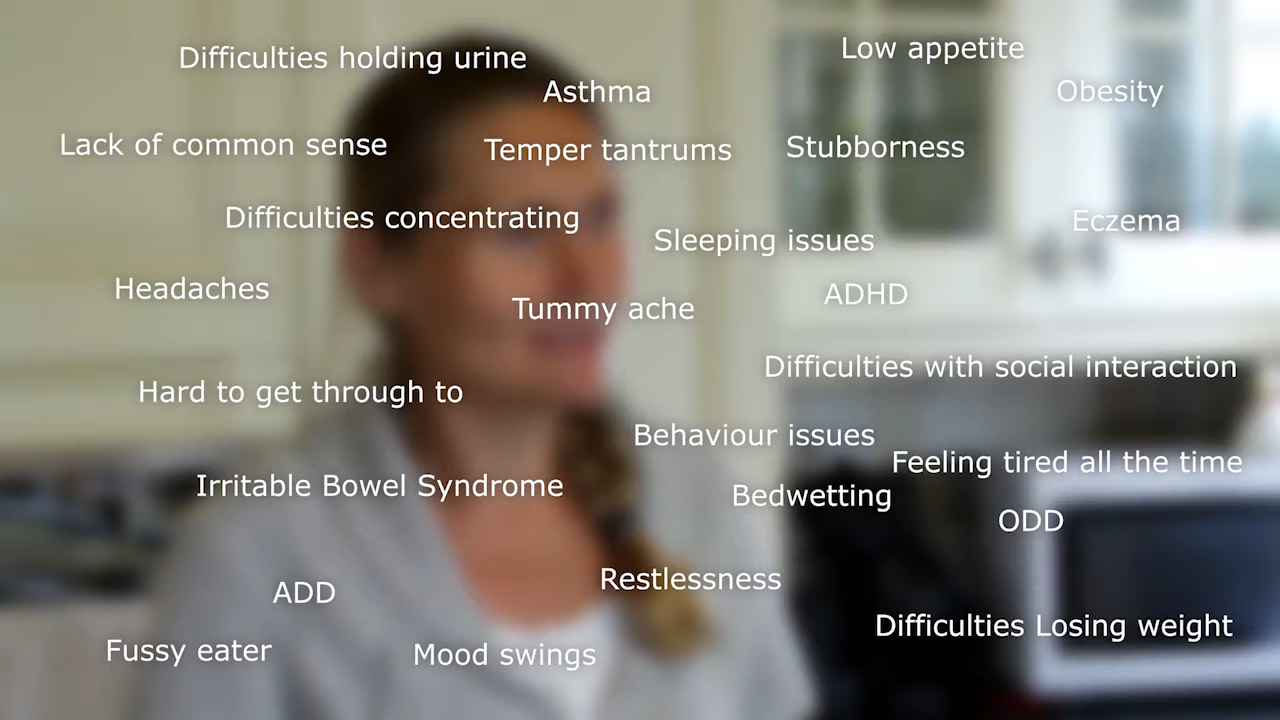 Difficulties holding urine
Low appetite
Asthma
Obesity
Lack of common sense
Temper tantrums
Stubborness
Difficulties concentrating
Eczema
Sleeping issues
Headaches
ADHD
Tummy ache
Difficulties with social interaction
Hard to get through to
Behaviour issues
Feeling tired all the time
Irritable Bowel Syndrome
Bedwetting
ODD
Restlessness
ADD
Difficulties Losing weight
Fussy eater
Mood swings